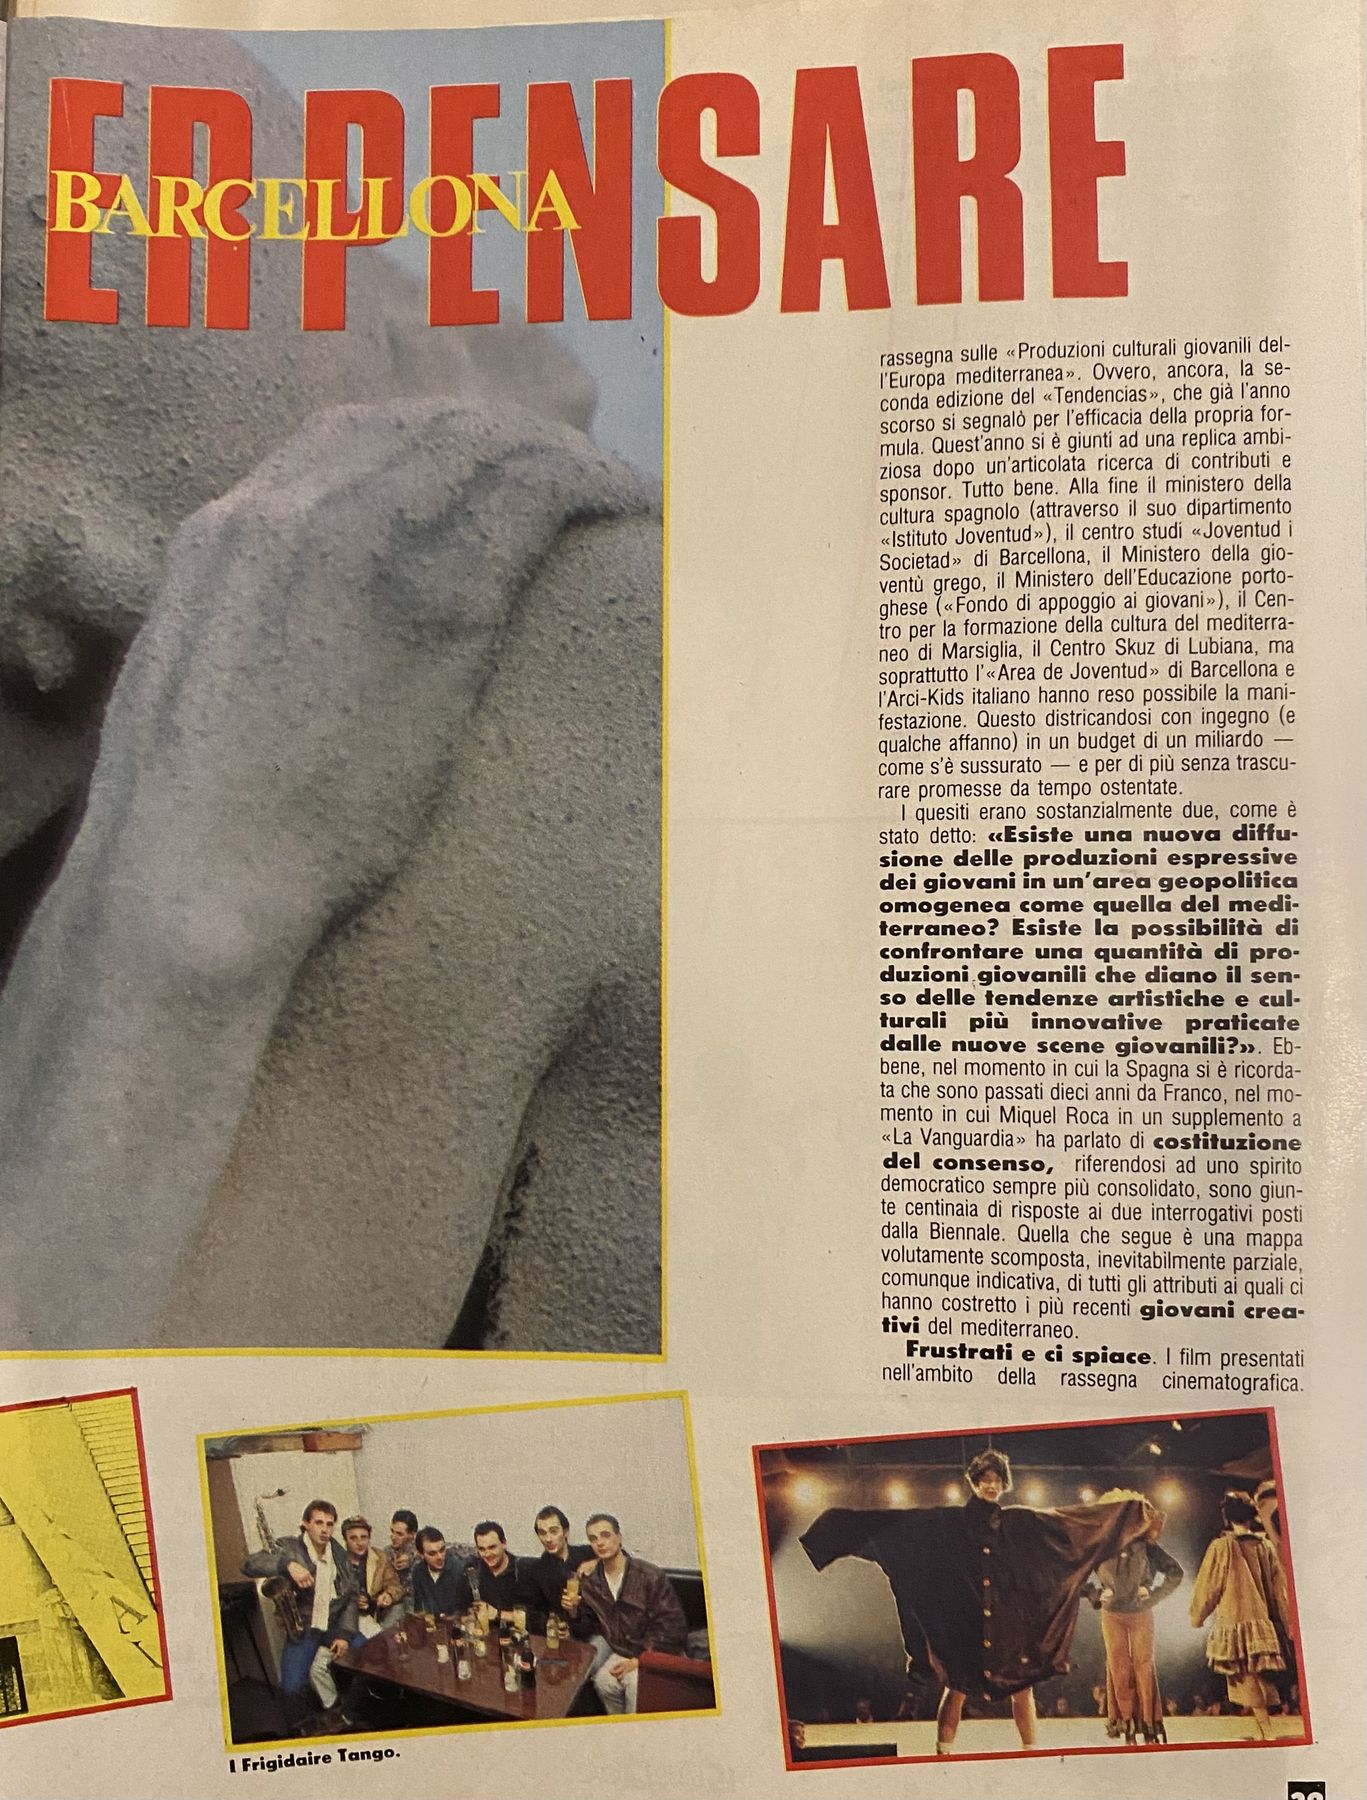 ER PENSARE
BARCELLONA
rassegna sulle «Produzioni culturali giovanili del-
l'Europa mediterranea». Ovvero, ancora, la se-
conda edizione del «Tendencias», che già l'anno
scorso si segnalò per l'efficacia della propria for-
mula. Quest'anno si è giunti ad una replica ambi-
ziosa dopo un'articolata ricerca di contributi e
sponsor. Tutto bene. Alla fine il ministero della
cultura spagnolo (attraverso il suo dipartimento
«Istituto Joventud»), il centro studi «Joventud i
Societad» di Barcellona, il Ministero della gio-
ventù grego, il Ministero dell'Educazione porto-
ghese («Fondo di appoggio ai giovani»), il Cen-
tro per la formazione della cultura del mediterra-
neo di Marsiglia, il Centro Skuz di Lubiana, ma
soprattutto l'«Area de Joventud» di Barcellona e
l'Arci-Kids italiano hanno reso possibile la mani-
festazione. Questo districandosi con ingegno (e
qualche affanno) in un budget di un miliardo —
come s'è sussurato — e per di più senza trascu-
rare promesse da tempo ostentate.
I quesiti erano sostanzialmente due, come è
stato detto: «Esiste una nuova diffu-
sione delle produzioni espressive
dei giovani in un'area geopolitica
omogenea come quella del medi-
terraneo? Esiste la possibilità di
confrontare una quantità di pro-
duzioni giovanili che diano il sen-
so delle tendenze artistiche e cul-
turali più innovative praticate
dalle nuove scene giovanili?». Eb-
bene, nel momento in cui la Spagna si è ricorda-
ta che sono passati dieci anni da Franco, nel mo-
mento in cui Miquel Roca in un supplemento a
«La Vanguardia» ha parlato di costituzione
del consenso, riferendosi ad uno spirito
democratico sempre più consolidato, sono giun-
te centinaia di risposte ai due interrogativi posti
dalla Biennale. Quella che segue è una mappa
volutamente scomposta, inevitabilmente parziale,
comunque indicativa, di tutti gli attributi ai quali ci
hanno costretto i più recenti giovani crea-
tivi del mediterraneo.
Frustrati e ci spiace. I film presentati
nell'ambito della rassegna cinematografica.
I Frigidaire Tango.